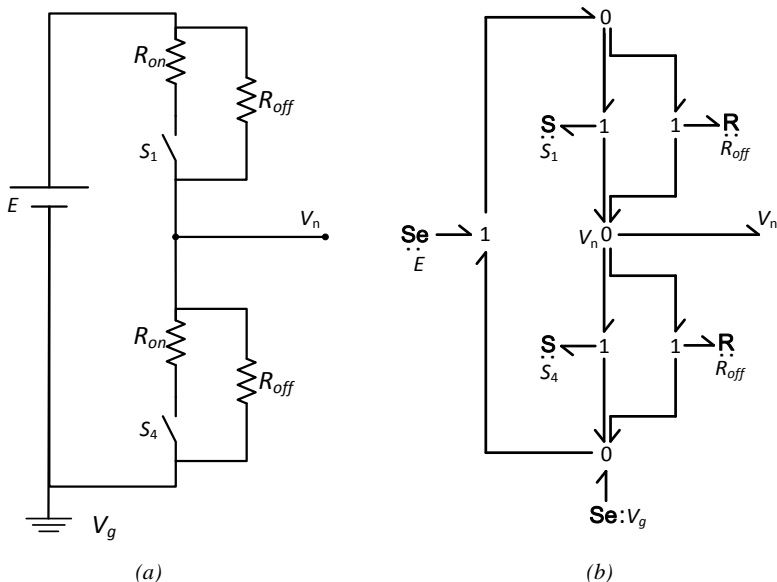 R_on
R_off
S_1
E
V_n
R_on
R_off
S_4
V_g
(a)
0
S 1 1 R
S_1 R_off
Se 1 V_n 0 V_n
E
S 1 1 R
S_4 R_off
0
Se:V_g
(b)